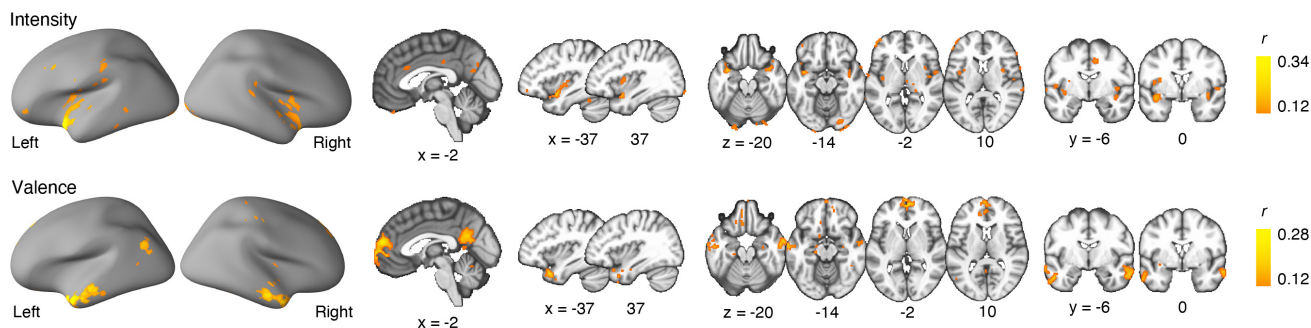 Intensity
Left
Right
x = -2
x = -37
37
z = -20
-14
-2
10
y = -6
0
r
0.34
0.12
Valence
Left
Right
x = -2
x = -37
37
z = -20
-14
-2
10
y = -6
0
r
0.28
0.12